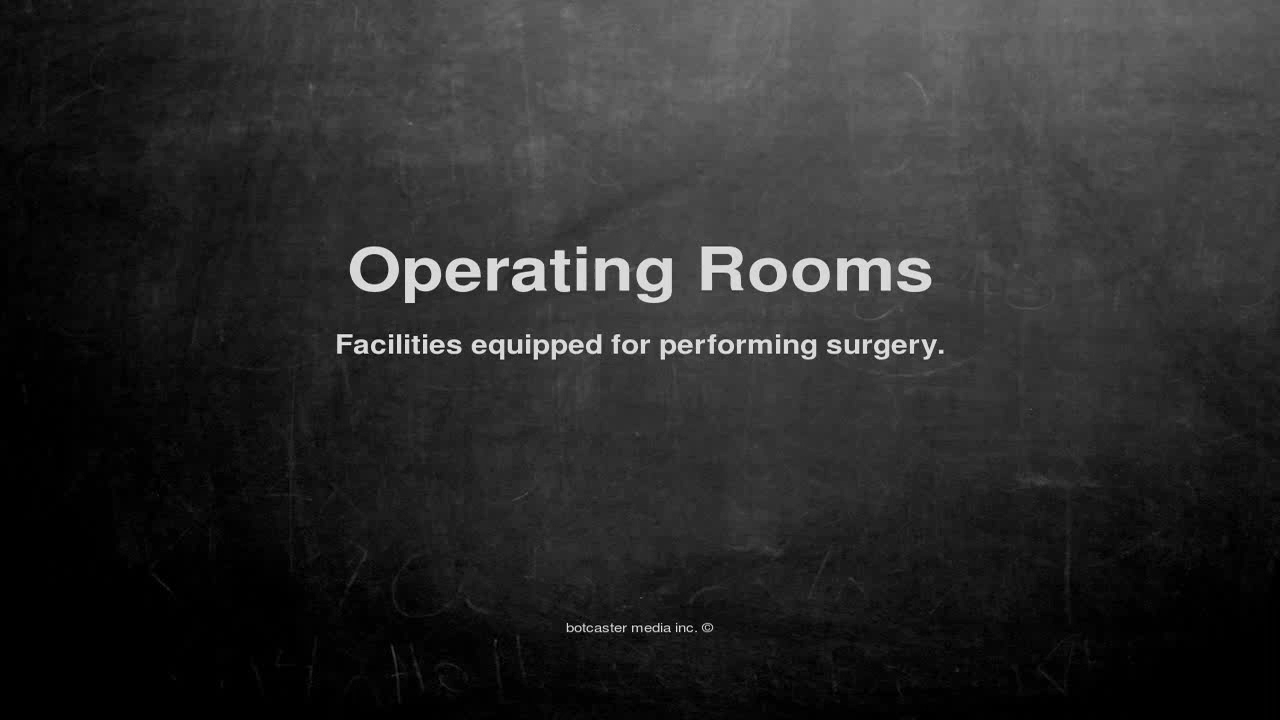 Operating Rooms
Facilities equipped for performing surgery.
botcaster media inc. ©